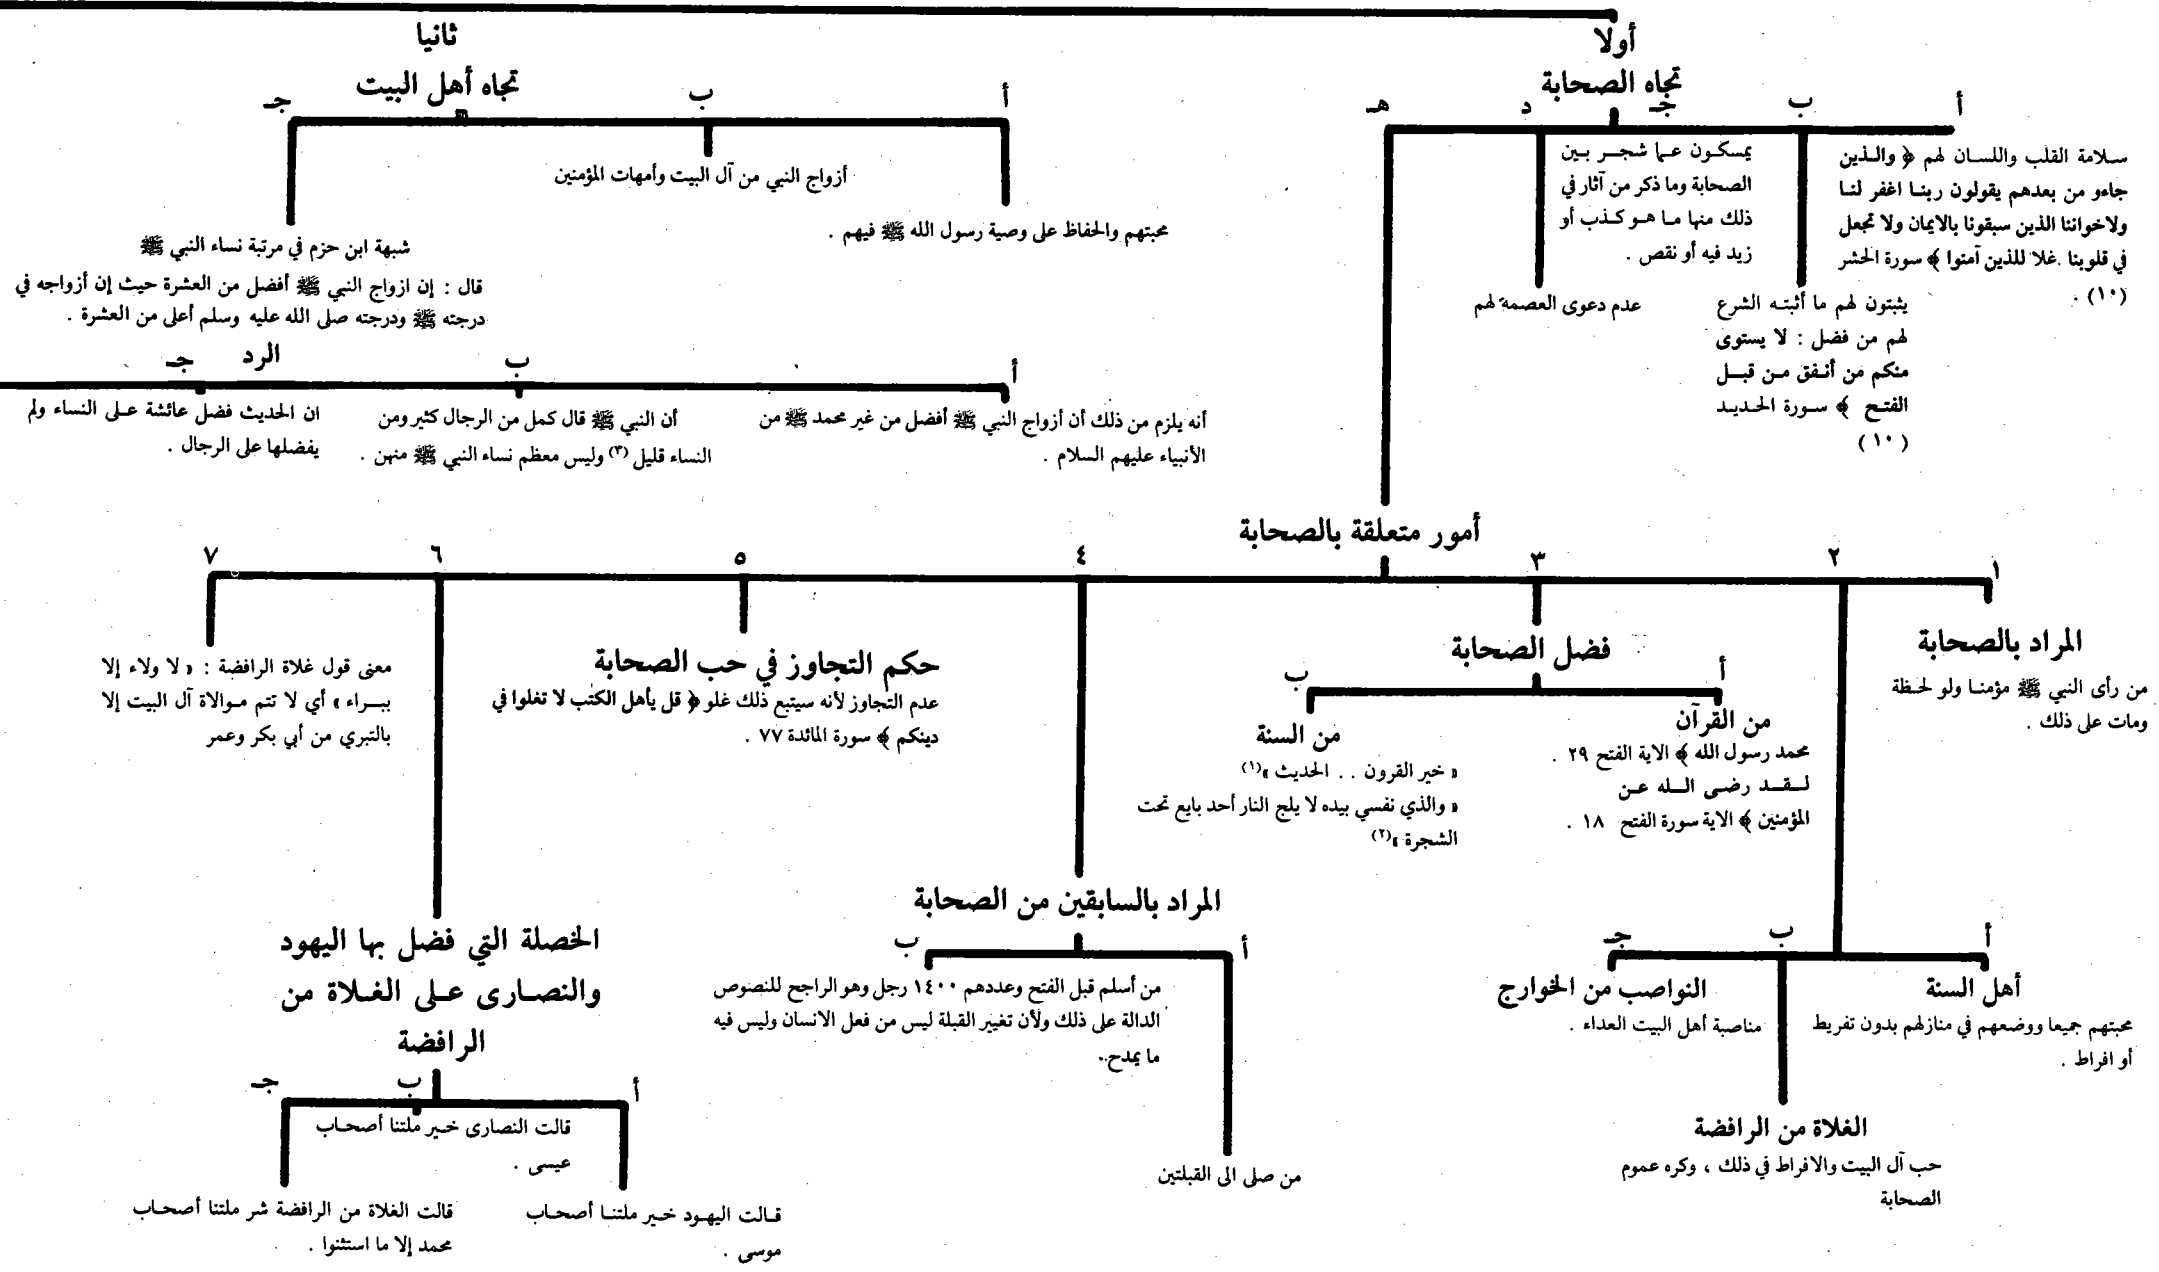 أولا
تجاه الصحابة
أ
سلامة القلب واللسان لهم ﴿ والذين
جاءو من بعدهم يقولون ربنا اغفر لنا
ولاخواننا الذين سبقونا بالايمان ولا تجعل
في قلوبنا غلا للذين آمنوا ﴾ سورة الحشر
(١٠) .
ب
يثبتون لهم ما أثبته الشرع
لهم من فضل : لا يستوى
منكم من أنفق من قبل
الفتح ﴾ سورة الحديد
(١٠)
جـ
يمسكون عما شجر بين
الصحابة وما ذكر من آثار في
ذلك منها ما هو كذب أو
زيد فيه أو نقص .
د
عدم دعوى العصمة لهم
هـ
أمور متعلقة بالصحابة
١
المراد بالصحابة
من رأى النبي ﷺ مؤمنا ولو لحظة
ومات على ذلك .
٢
أ
أهل السنة
محبتهم جميعا ووضعهم في منازلهم بدون تفريط
أو افراط .
ب
الغلاة من الرافضة
حب آل البيت والافراط في ذلك ، وكره عموم
الصحابة
جـ
النواصب من الخوارج
مناصبة أهل البيت العداء .
٣
فضل الصحابة
أ
من القرآن
محمد رسول الله ﴾ الاية الفتح ٢٩ .
لقد رضى الله عن
المؤمنين ﴾ الاية سورة الفتح ١٨ .
ب
من السنة
« خير القرون . . الحديث »(١)
« والذي نفسي بيده لا يلج النار أحد بايع تحت
الشجرة »(٢)
٤
المراد بالسابقين من الصحابة
أ
من صلى الى القبلتين
ب
من أسلم قبل الفتح وعددهم ١٤٠٠ رجل وهو الراجح للنصوص
الدالة على ذلك ولأن تغيير القبلة ليس من فعل الانسان وليس فيه
ما يمدح .
٥
حكم التجاوز في حب الصحابة
عدم التجاوز لأنه سيتبع ذلك غلو ﴿ قل يأهل الكتب لا تغلوا في
دينكم ﴾ سورة المائدة ٧٧ .
٦
الخصلة التي فضل بها اليهود
والنصارى على الغلاة من
الرافضة
أ
قالت اليهود خير ملتنا أصحاب
موسى .
ب
قالت النصارى خير ملتنا أصحاب
عيسى .
جـ
قالت الغلاة من الرافضة شر ملتنا أصحاب
محمد إلا ما استثنوا .
٧
معنى قول غلاة الرافضة : « لا ولاء إلا
ببراء » أي لا تتم موالاة آل البيت إلا
بالتبري من أبي بكر وعمر
ثانيا
تجاه أهل البيت
أ
محبتهم والحفاظ على وصية رسول الله ﷺ فيهم .
ب
أزواج النبي من آل البيت وأمهات المؤمنين
جـ
شبهة ابن حزم في مرتبة نساء النبي ﷺ
قال : إن ازواج النبي ﷺ أفضل من العشرة حيث إن أزواجه في
درجته ﷺ ودرجته صلى الله عليه وسلم أعلى من العشرة .
الرد
أ
أنه يلزم من ذلك أن أزواج النبي ﷺ أفضل من غير محمد ﷺ من
الأنبياء عليهم السلام .
ب
أن النبي ﷺ قال كمل من الرجال كثير ومن
النساء قليل (٣) وليس معظم نساء النبي ﷺ منهن .
جـ
ان الحديث فضل عائشة على النساء ولم
يفضلها على الرجال .